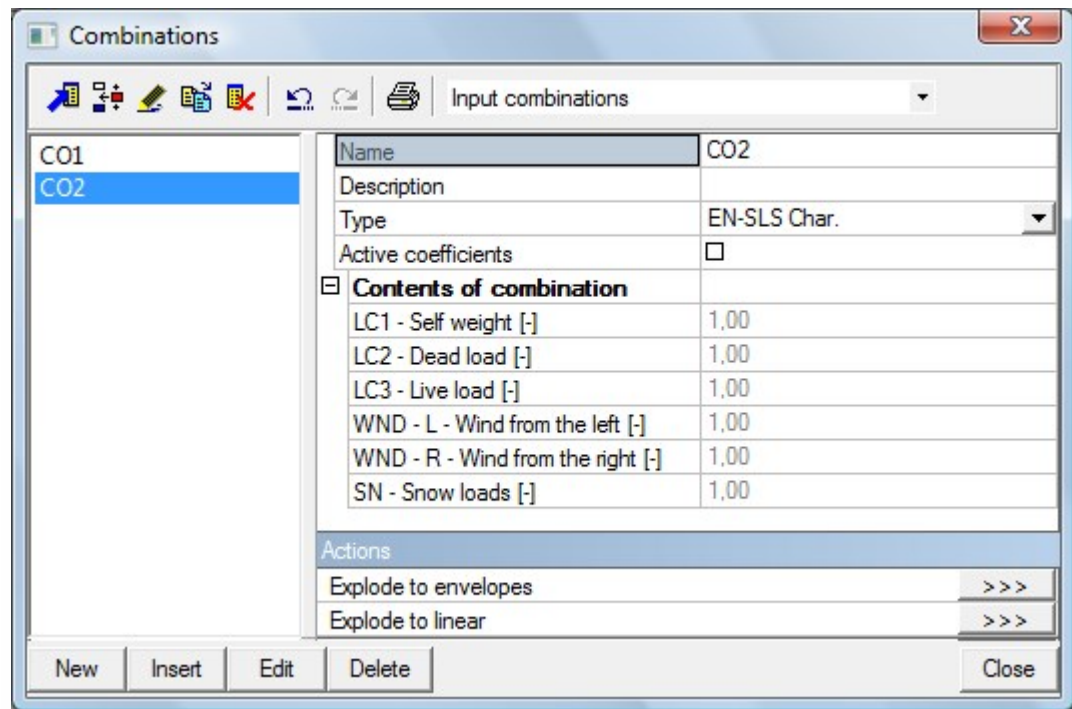 Combinations
Input combinations
CO1
CO2
Name CO2
Description
Type EN-SLS Char.
Active coefficients
Contents of combination
LC1 - Self weight [-] 1,00
LC2 - Dead load [-] 1,00
LC3 - Live load [-] 1,00
WND - L - Wind from the left [-] 1,00
WND - R - Wind from the right [-] 1,00
SN - Snow loads [-] 1,00
Actions
Explode to envelopes >>>
Explode to linear >>>
New Insert Edit Delete Close